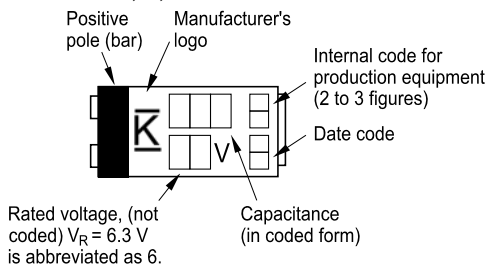 Positive
pole (bar)
Manufacturer's
logo
Internal code for
production equipment
(2 to 3 figures)
K
V
Date code
Rated voltage, (not
coded) VR = 6.3 V
is abbreviated as 6.
Capacitance
(in coded form)